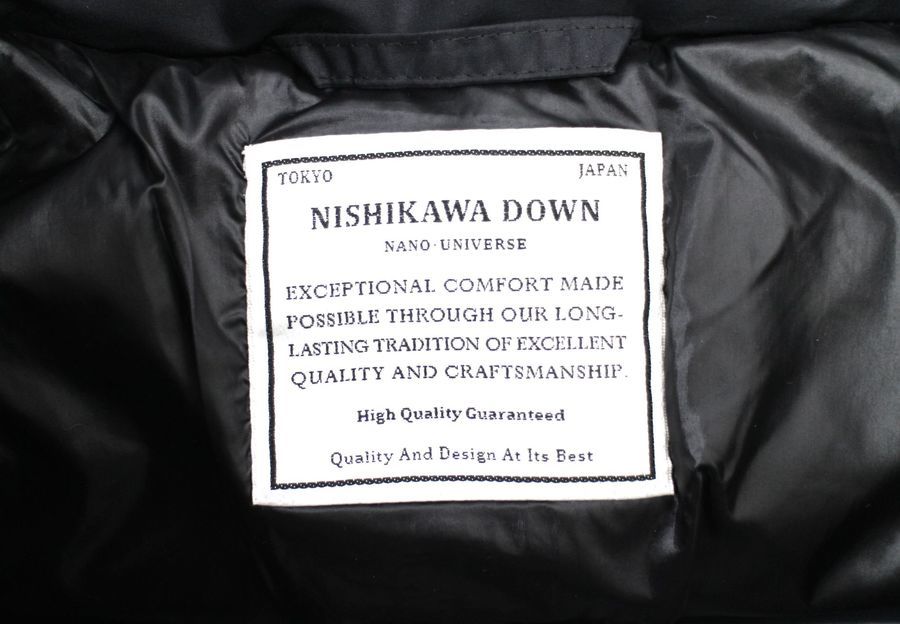 TOKYO JAPAN
NISHIKAWA DOWN
NANO·UNIVERSE
EXCEPTIONAL COMFORT MADE
POSSIBLE THROUGH OUR LONG-
LASTING TRADITION OF EXCELLENT
QUALITY AND CRAFTSMANSHIP.
High Quality Guaranteed
Quality And Design At Its Best